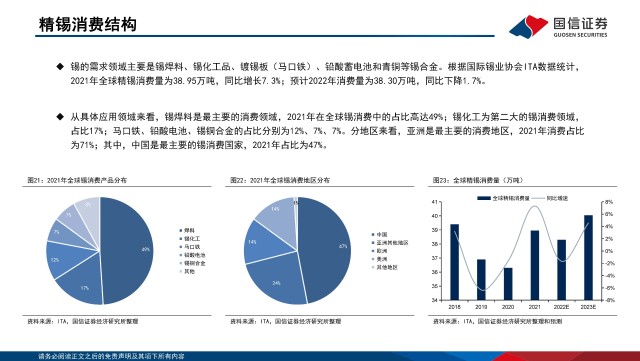 精锡消费结构
国信证券
GUOSEN SECURITIES
◆ 锡的需求领域主要是锡焊料、锡化工品、镀锡板（马口铁）、铅酸蓄电池和青铜等锡合金。根据国际锡业协会ITA数据统计，
2021年全球精锡消费量为38.95万吨，同比增长7.3%；预计2022年消费量为38.30万吨，同比下降1.7%。
◆ 从具体应用领域来看，锡焊料是最主要的消费领域，2021年在全球锡消费中的占比高达49%；锡化工为第二大的锡消费领域，
占比17%；马口铁、铅酸电池、锡铜合金的占比分别为12%、7%、7%。分地区来看，亚洲是最主要的消费地区，2021年消费占比
为71%；其中，中国是最主要的锡消费国家，2021年占比为47%。
图21：2021年全球锡消费产品分布
49%
17%
12%
7%
7%
焊料
锡化工
马口铁
铅酸电池
锡铜合金
其他
资料来源：ITA，国信证券经济研究所整理
图22：2021年全球锡消费地区分布
47%
24%
14%
14%
1%
中国
亚洲其他地区
欧洲
美洲
其他地区
资料来源：ITA，国信证券经济研究所整理
图23：全球精锡消费量（万吨）
全球精锡消费量 同比增速
41
40
39
38
37
36
35
34
8%
6%
4%
2%
0%
-2%
-4%
-6%
-8%
2018 2019 2020 2021 2022E 2023E
资料来源：ITA，国信证券经济研究所整理和预测
请务必阅读正文之后的免责声明及其项下所有内容